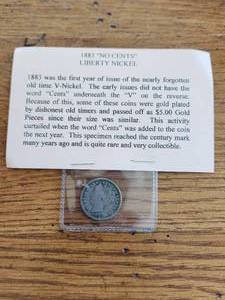 1883 "NO CENTS"
LIBERTY NICKEL
1883 was the first year of issue of the nearly forgotten
old time V-Nickel. The early issues did not have the
word "Cents" underneath the "V" on the reverse.
Because of this, some of these coins were gold plated
by dishonest old timers and passed off as $5.00 Gold
Pieces since their size was similar. This activity
curtailed when the word "Cents" was added to the coin
the next year. This specimen reached the century mark
many years ago and is quite rare and very collectible.